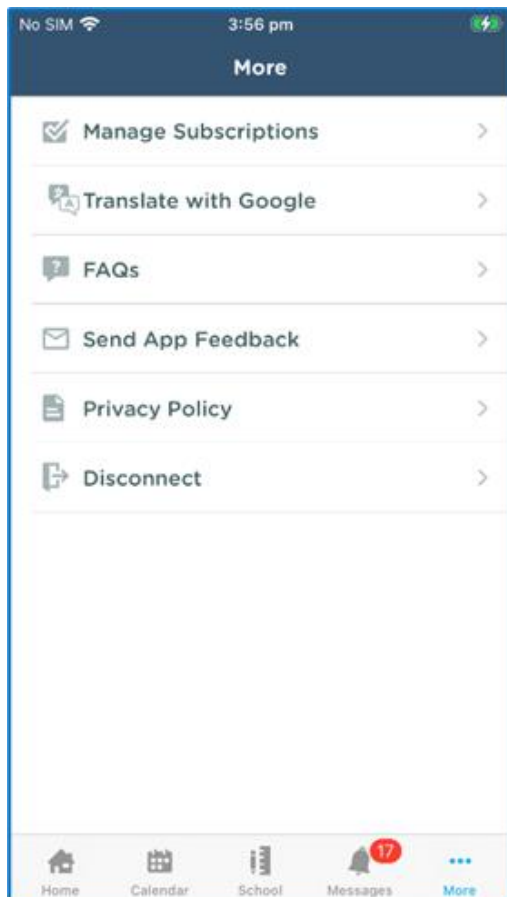 No SIM 3:56 pm
More
Manage Subscriptions
Translate with Google
FAQs
Send App Feedback
Privacy Policy
Disconnect
17
Home Calendar School Messages More